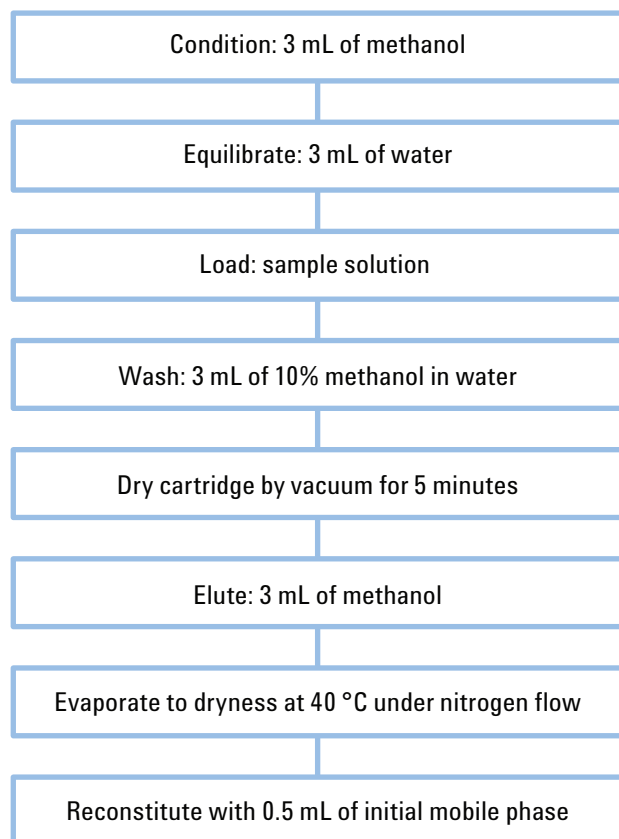 Condition: 3 mL of methanol
Equilibrate: 3 mL of water
Load: sample solution
Wash: 3 mL of 10% methanol in water
Dry cartridge by vacuum for 5 minutes
Elute: 3 mL of methanol
Evaporate to dryness at 40 °C under nitrogen flow
Reconstitute with 0.5 mL of initial mobile phase